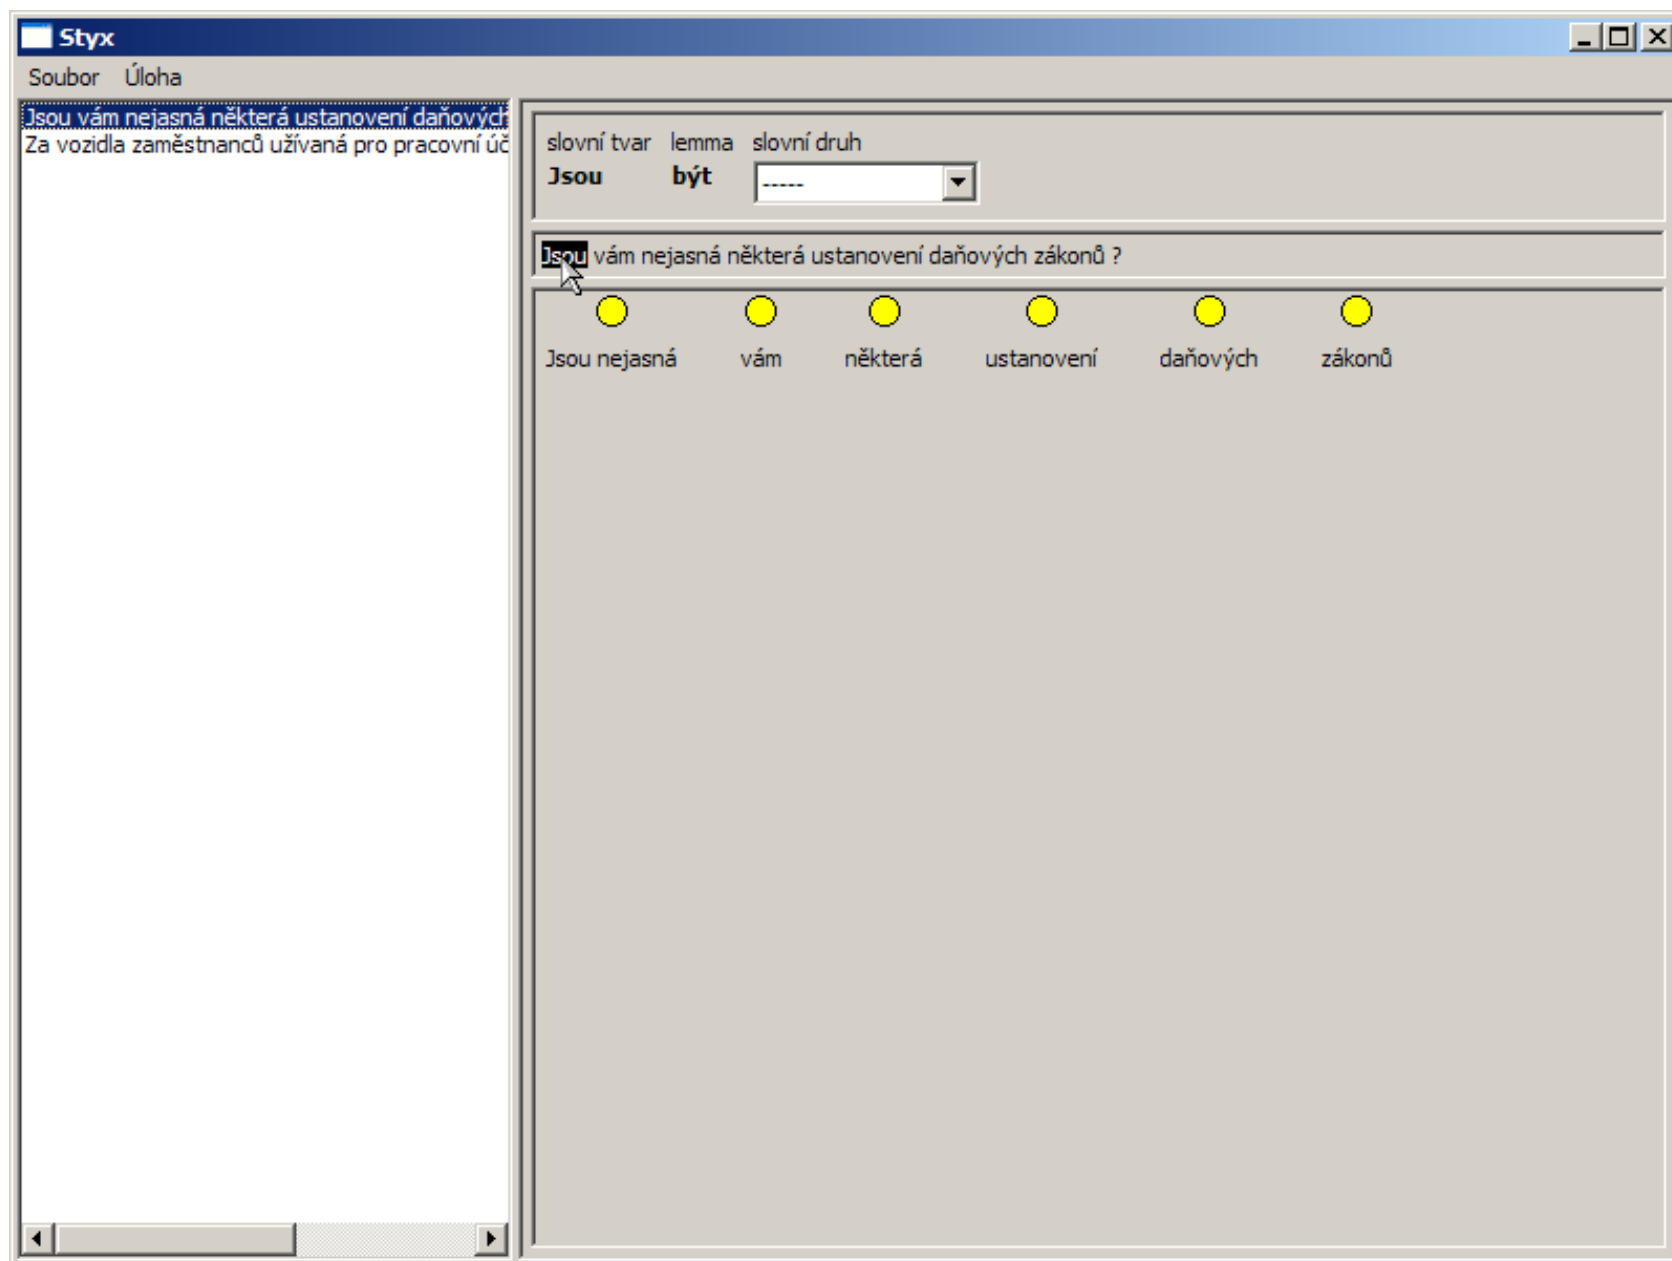 Styx
Soubor Úloha
Jsou vám nejasná některá ustanovení daňových
Za vozidla zaměstnanců užívaná pro pracovní úč
slovní tvar lemma slovní druh
Jsou být -----
Jsou vám nejasná některá ustanovení daňových zákonů ?
Jsou nejasná vám některá ustanovení daňových zákonů